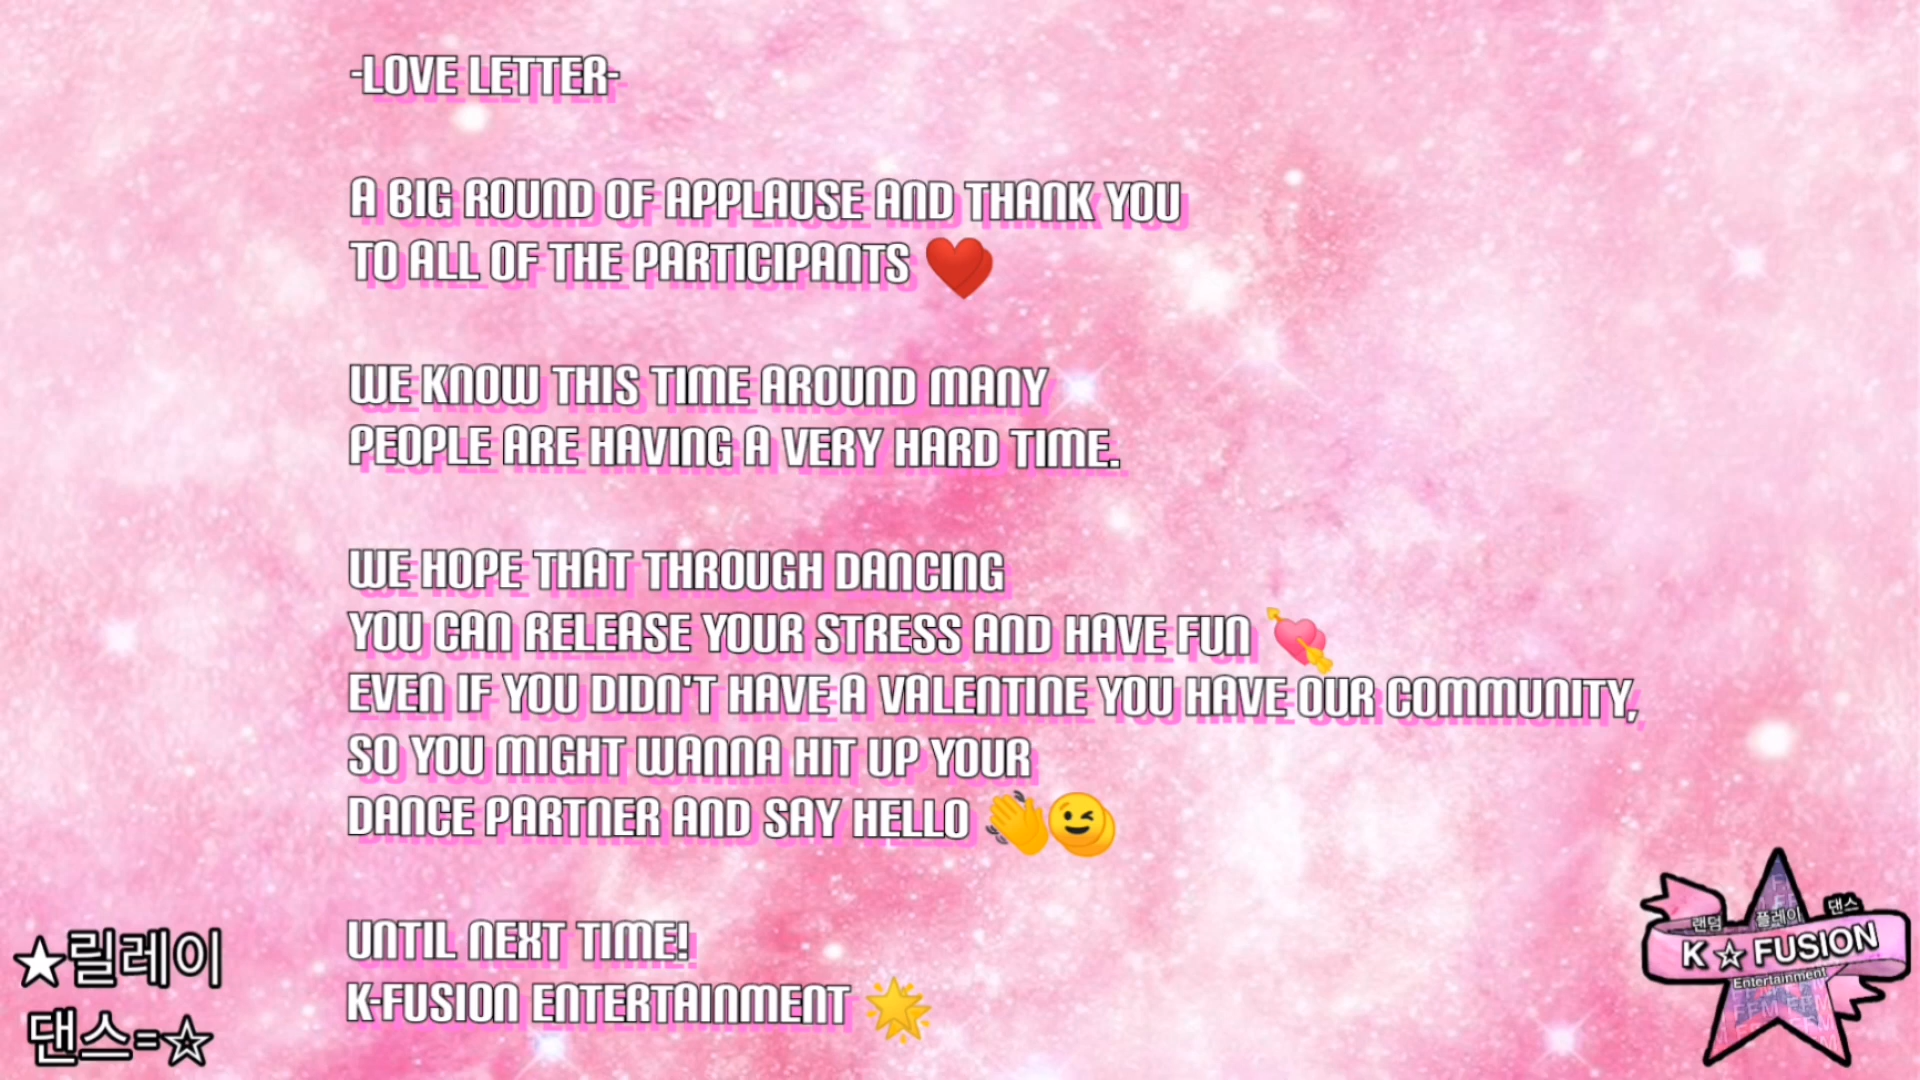 -LOVE LETTER-
A BIG ROUND OF APPLAUSE AND THANK YOU
TO ALL OF THE PARTICIPANTS ❤️
WE KNOW THIS TIME AROUND MANY
PEOPLE ARE HAVING A VERY HARD TIME.
WE HOPE THAT THROUGH DANCING
YOU CAN RELEASE YOUR STRESS AND HAVE FUN 💘
EVEN IF YOU DIDN'T HAVE A VALENTINE YOU HAVE OUR COMMUNITY,
SO YOU MIGHT WANNA HIT UP YOUR
DANCE PARTNER AND SAY HELLO 👏😉
UNTIL NEXT TIME!
K-FUSION ENTERTAINMENT 🌟
★릴레이
댄스=☆
랜덤 플레이 댄스
K ☆ FUSION
Entertainment